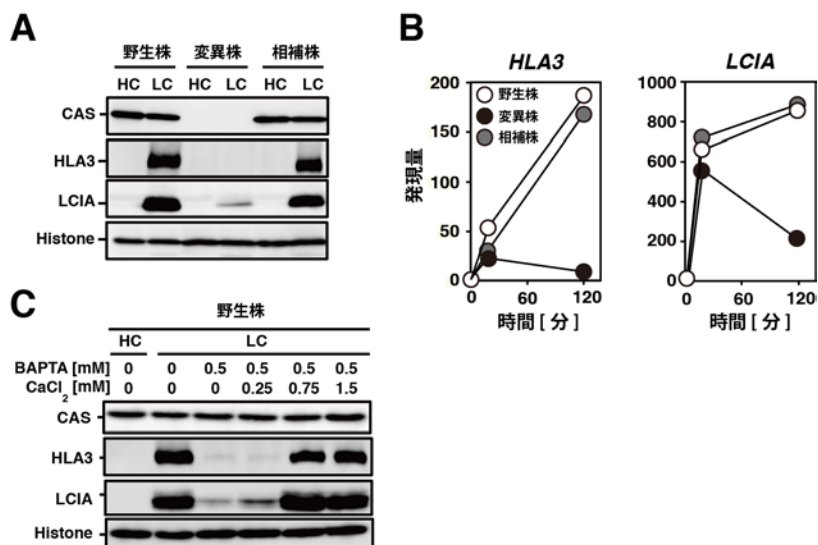 A
野生株 変異株 相補株
HC LC HC LC HC LC
CAS
HLA3
LCIA
Histone
B
HLA3 LCIA
発現量
200
150
100
50
0
野生株
変異株
相補株
0 60 120
時間 [ 分 ]
1000
800
600
400
200
0
0 60 120
時間 [ 分 ]
C
野生株
HC LC
BAPTA [mM] 0 0 0.5 0.5 0.5 0.5
CaCl2 [mM] 0 0 0 0.25 0.75 1.5
CAS
HLA3
LCIA
Histone